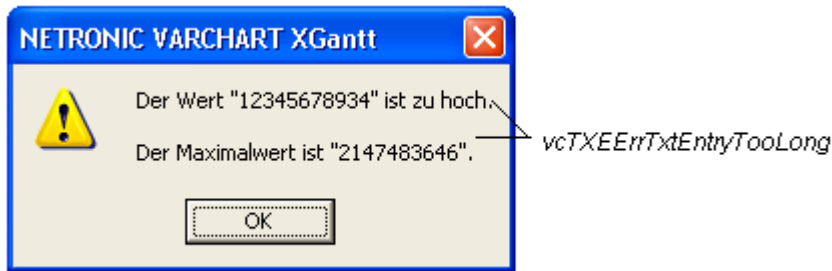 NETRONIC VARCHART XGantt
Der Wert "12345678934" ist zu hoch.
Der Maximalwert ist "2147483646".
vcTXEErrTxtEntryTooLong
OK